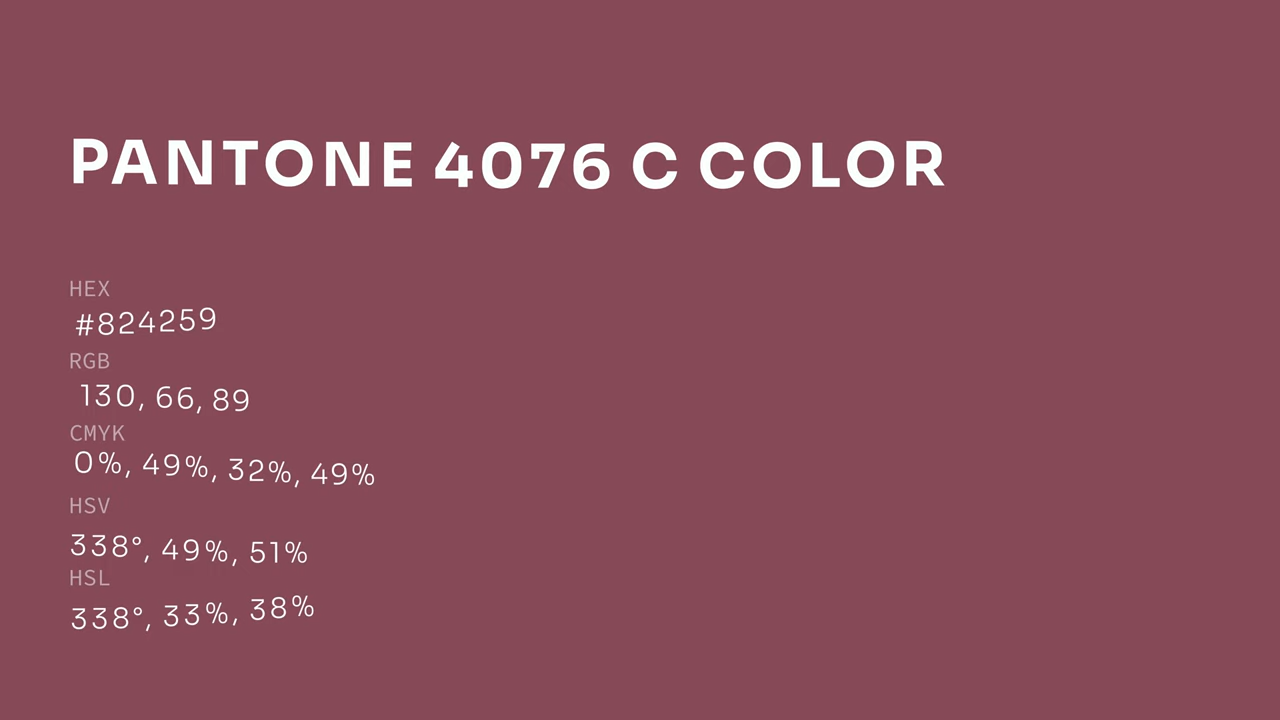 PANTONE 4076 C COLOR
HEX
#824259
RGB
130, 66, 89
CMYK
0%, 49%, 32%, 49%
HSV
338°, 49%, 51%
HSL
338°, 33%, 38%